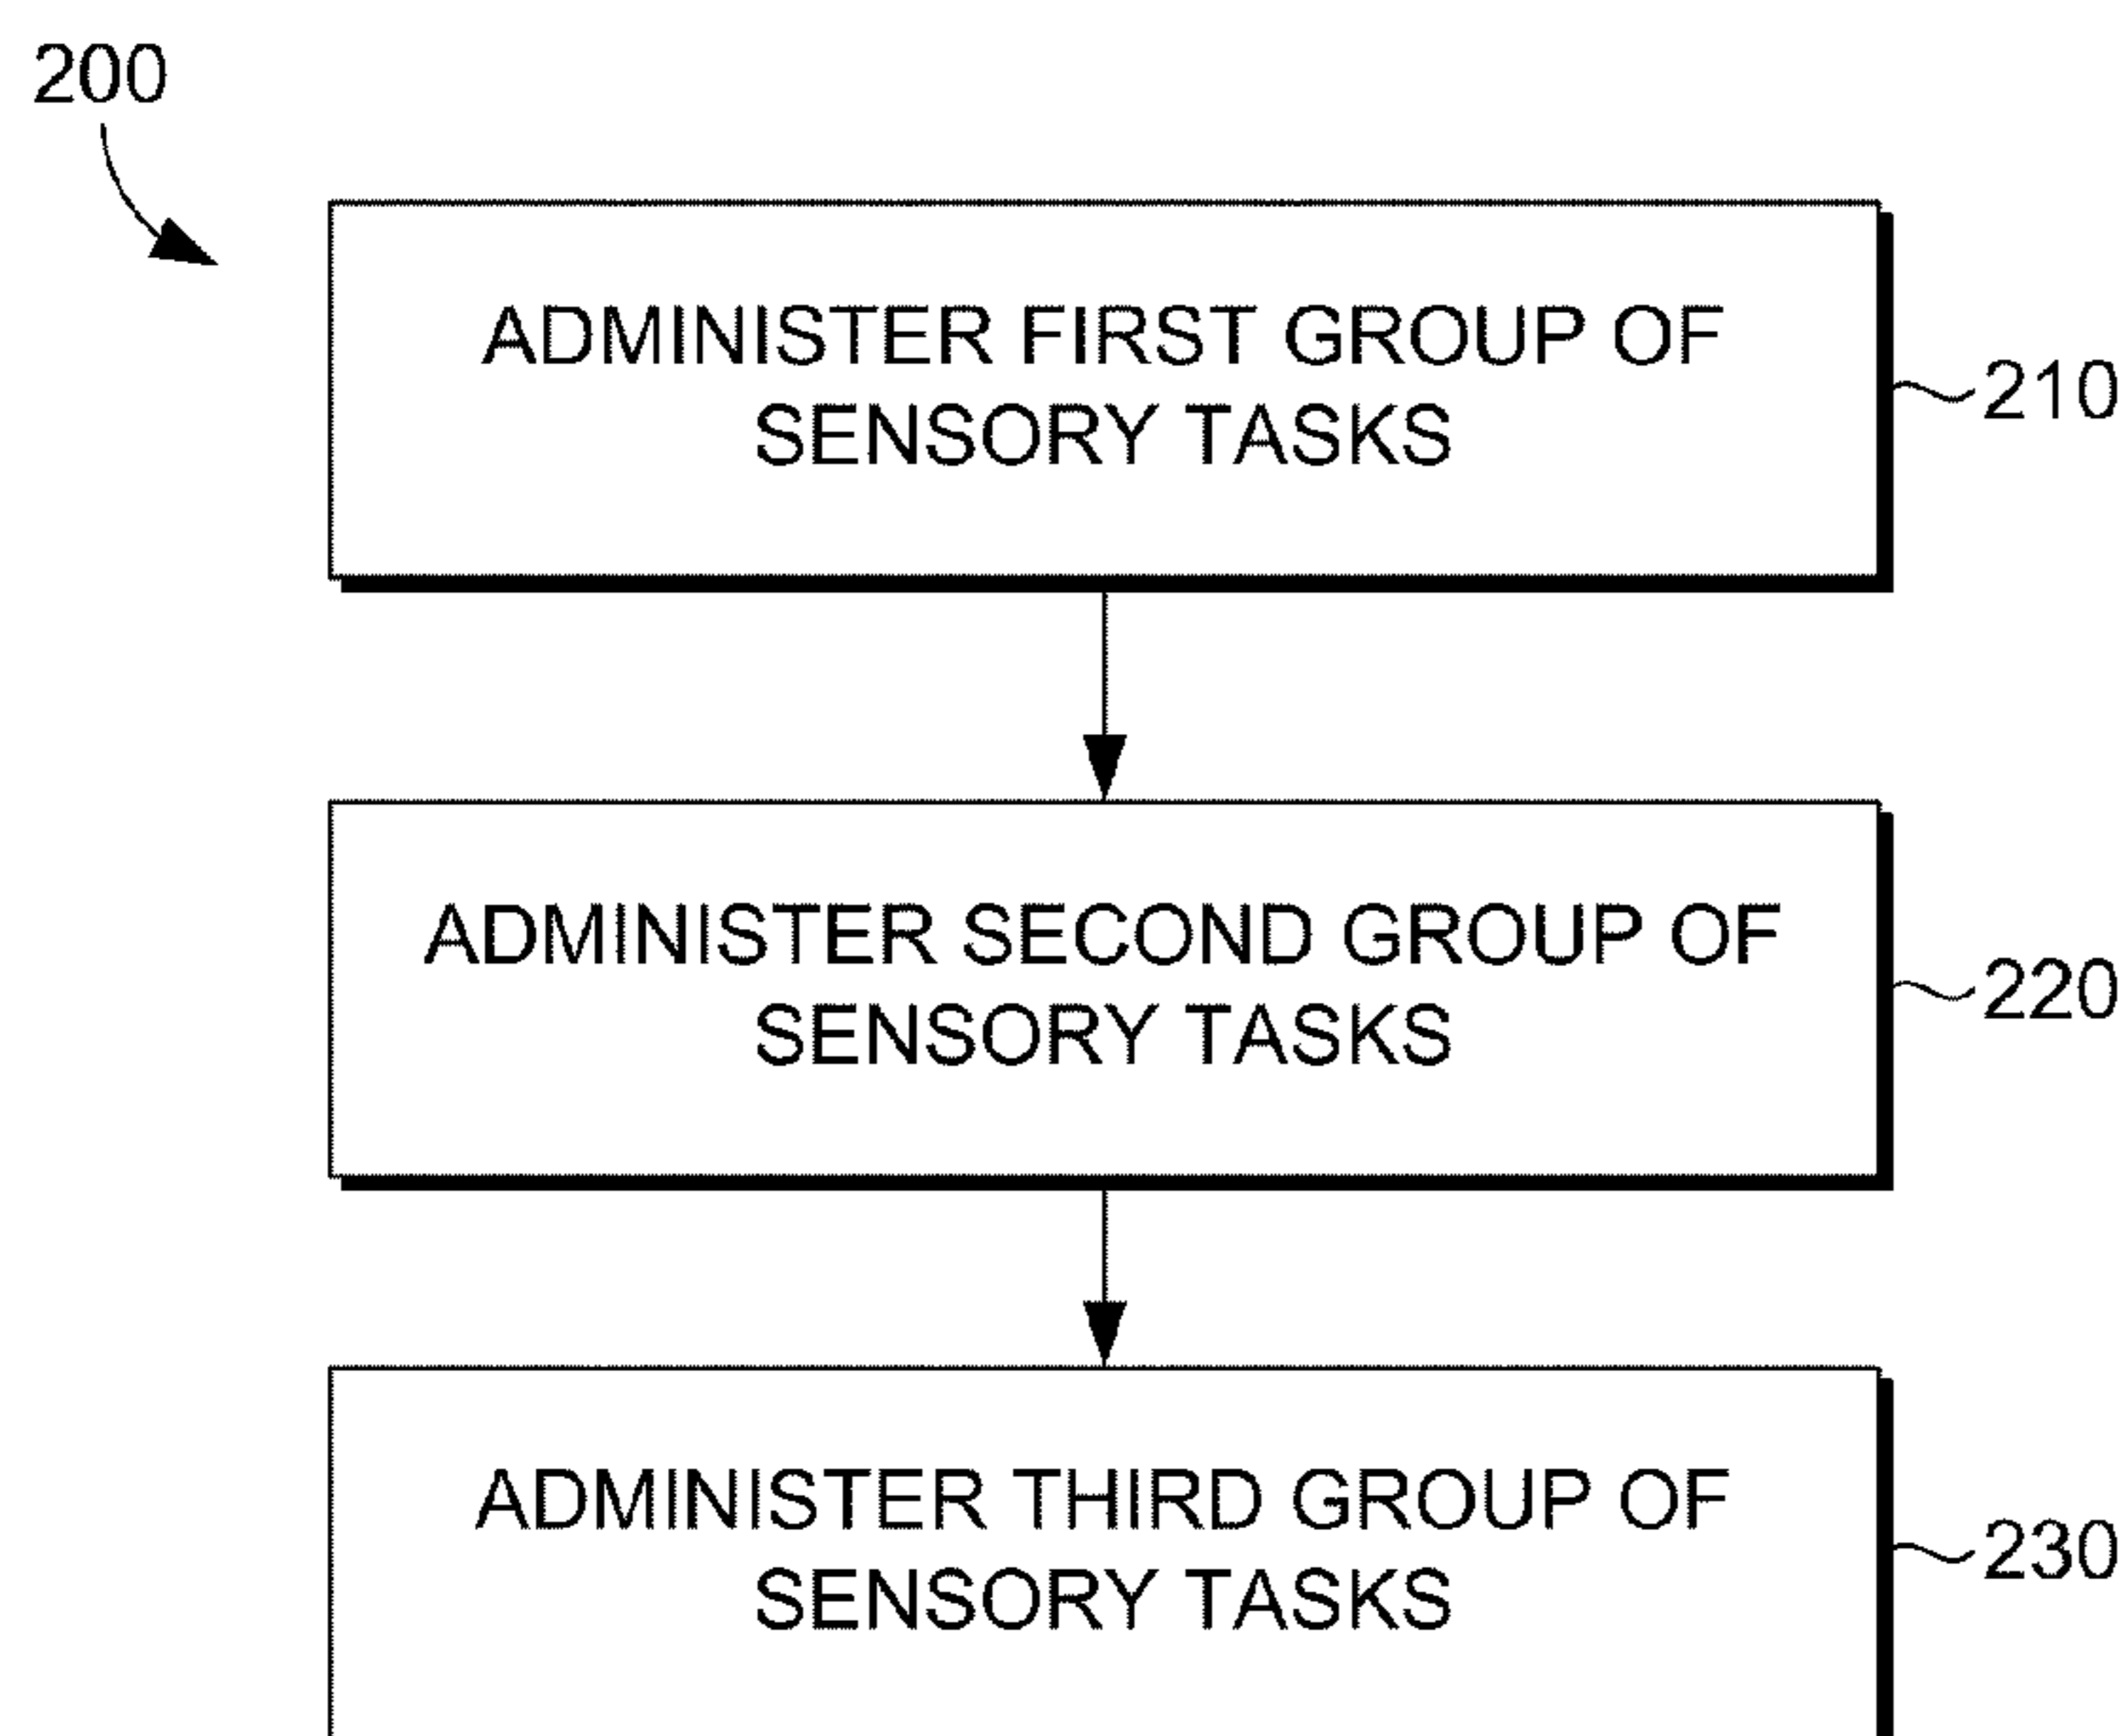 200
ADMINISTER FIRST GROUP OF
SENSORY TASKS
210
ADMINISTER SECOND GROUP OF
SENSORY TASKS
220
ADMINISTER THIRD GROUP OF
SENSORY TASKS
230